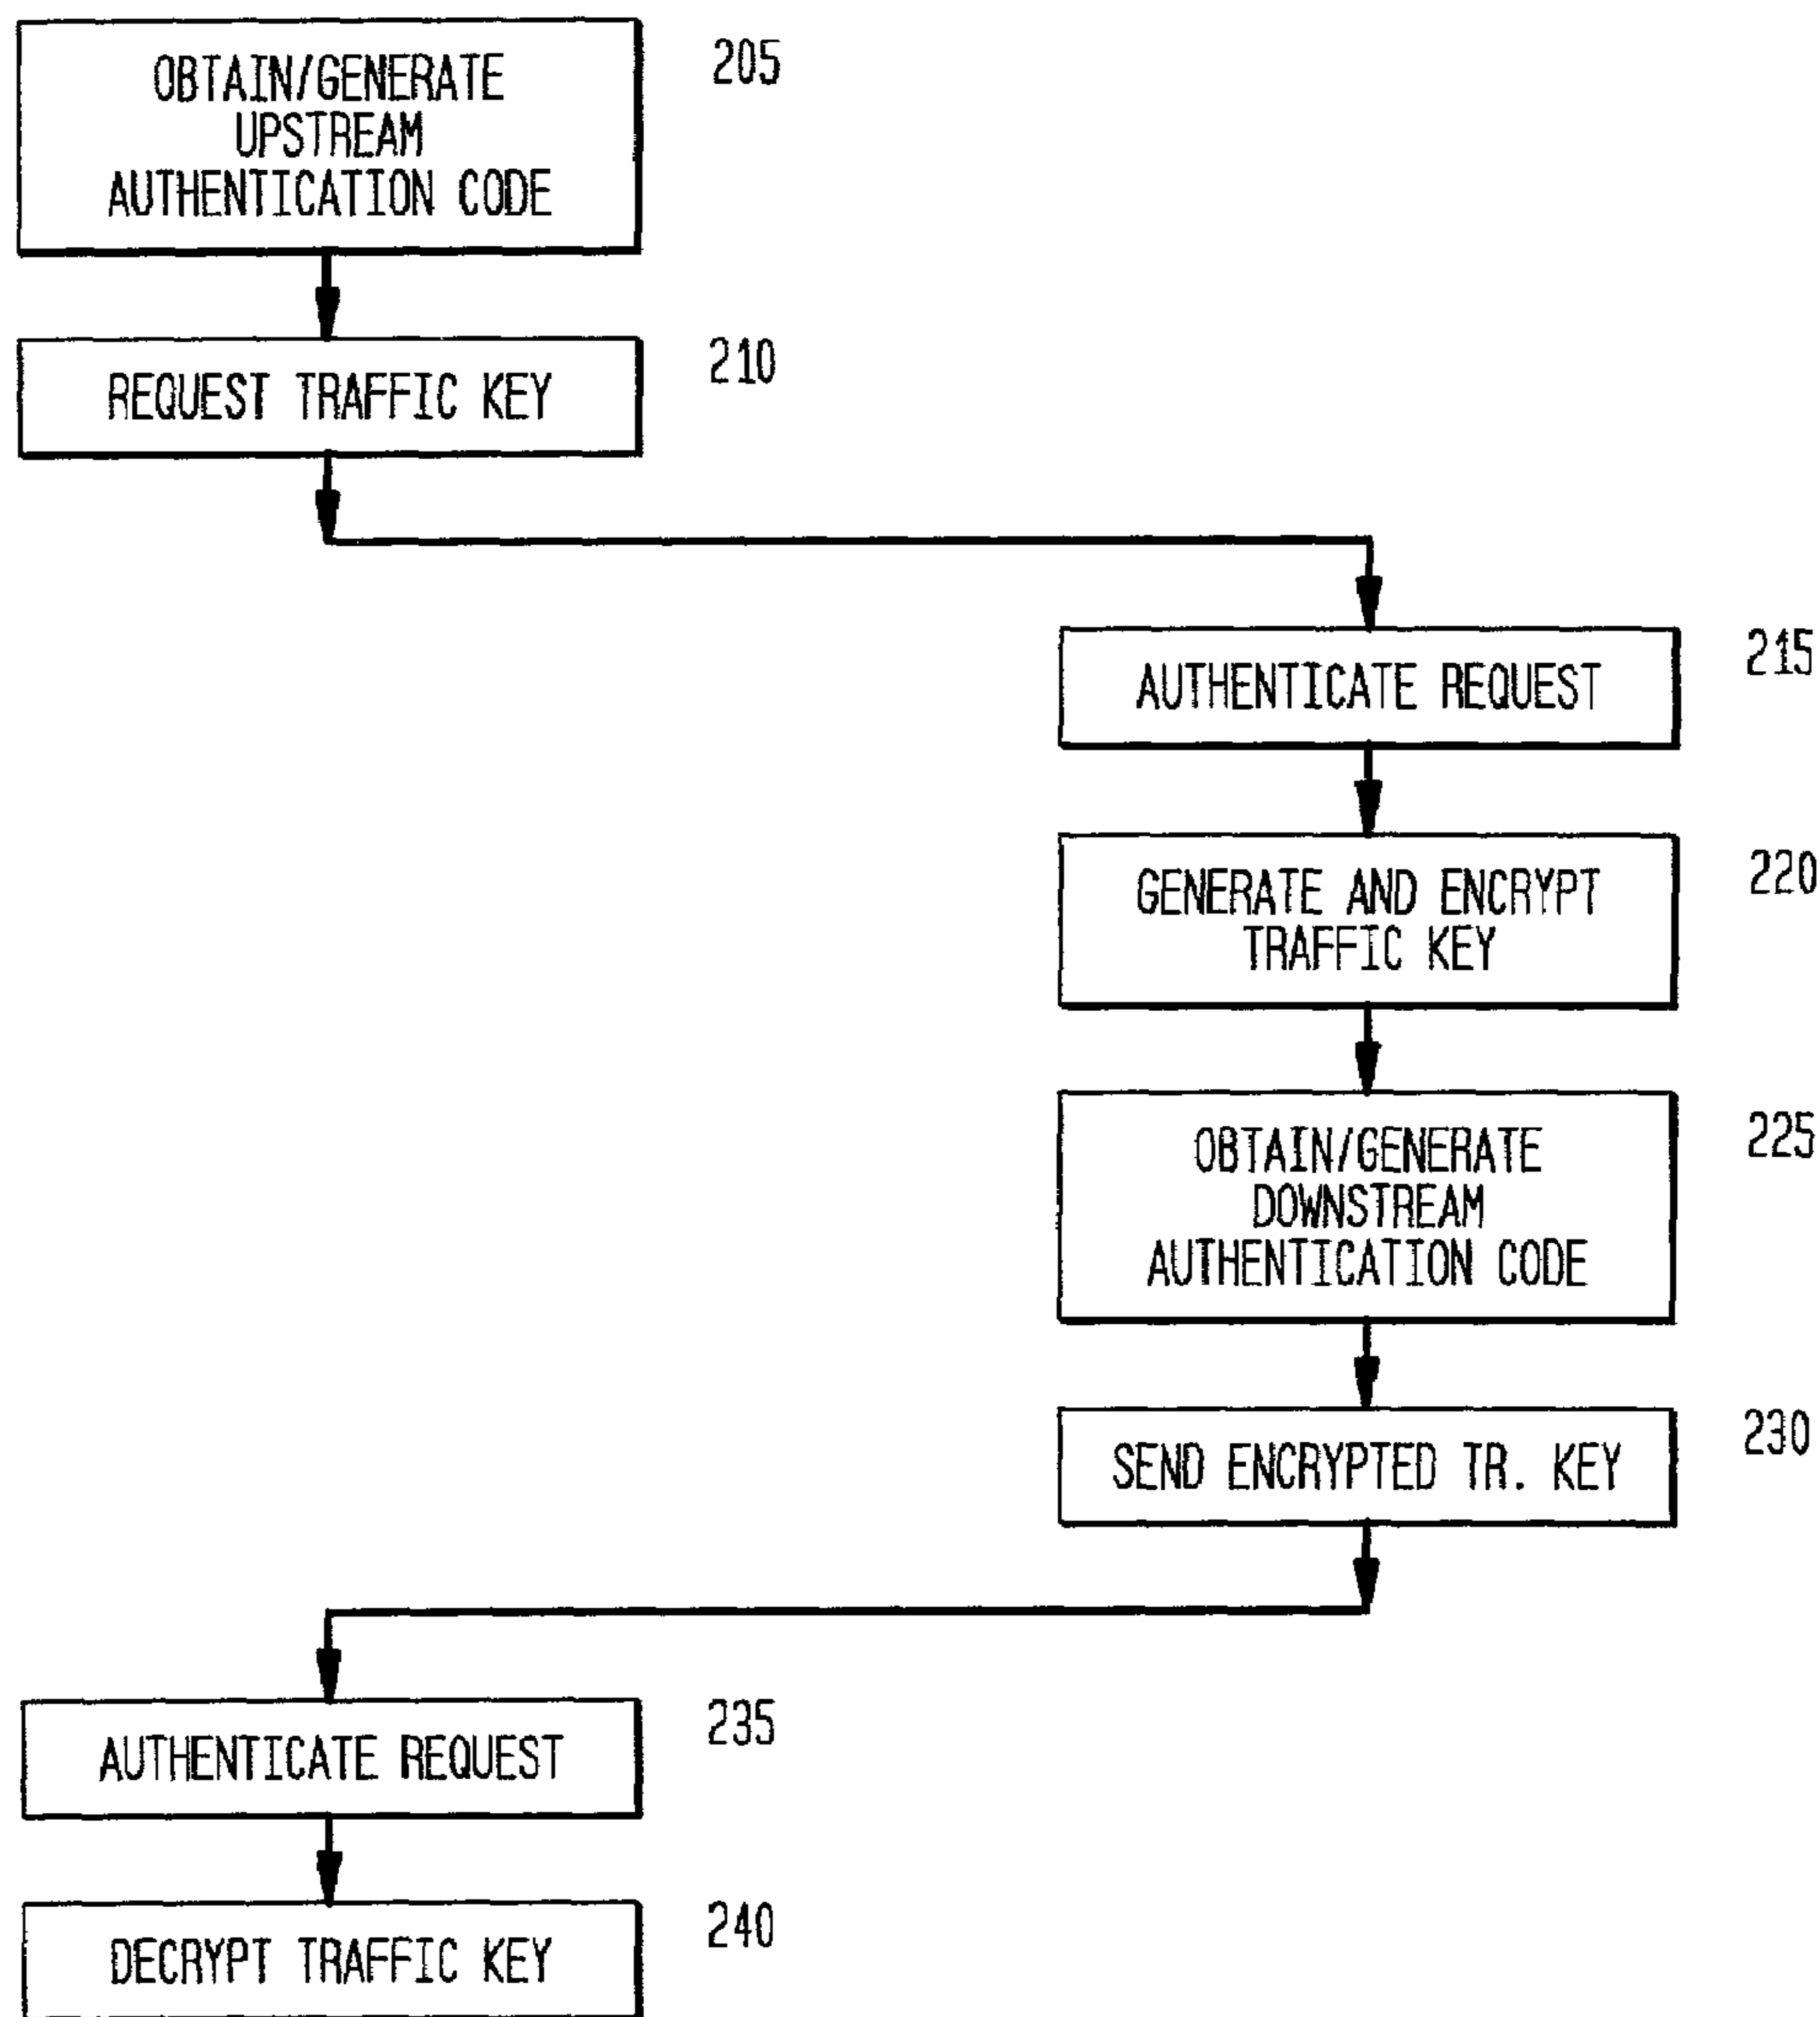 OBTAIN/GENERATE
UPSTREAM
AUTHENTICATION CODE
205
REQUEST TRAFFIC KEY
210
AUTHENTICATE REQUEST
215
GENERATE AND ENCRYPT
TRAFFIC KEY
220
OBTAIN/GENERATE
DOWNSTREAM
AUTHENTICATION CODE
225
SEND ENCRYPTED TR. KEY
230
AUTHENTICATE REQUEST
235
DECRYPT TRAFFIC KEY
240